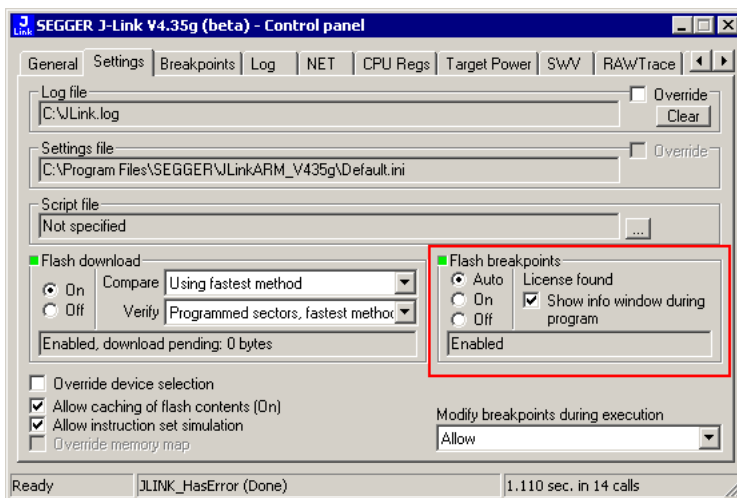 SEGGER J-Link V4.35g (beta) - Control panel
General Settings Breakpoints Log NET CPU Regs Target Power SWV RAWTrace
Log file
Override
C:\JLink.log
Clear
Settings file
Override
C:\Program Files\SEGGER\JLinkARM_V435g\Default.ini
Script file
Not specified
...
Flash download
On
Off
Compare Using fastest method
Verify Programmed sectors, fastest method
Enabled, download pending: 0 bytes
Flash breakpoints
Auto
On
Off
License found
Show info window during
program
Enabled
Override device selection
Allow caching of flash contents (On)
Allow instruction set simulation
Override memory map
Modify breakpoints during execution
Allow
Ready JLINK_HasError (Done) 1.110 sec. in 14 calls